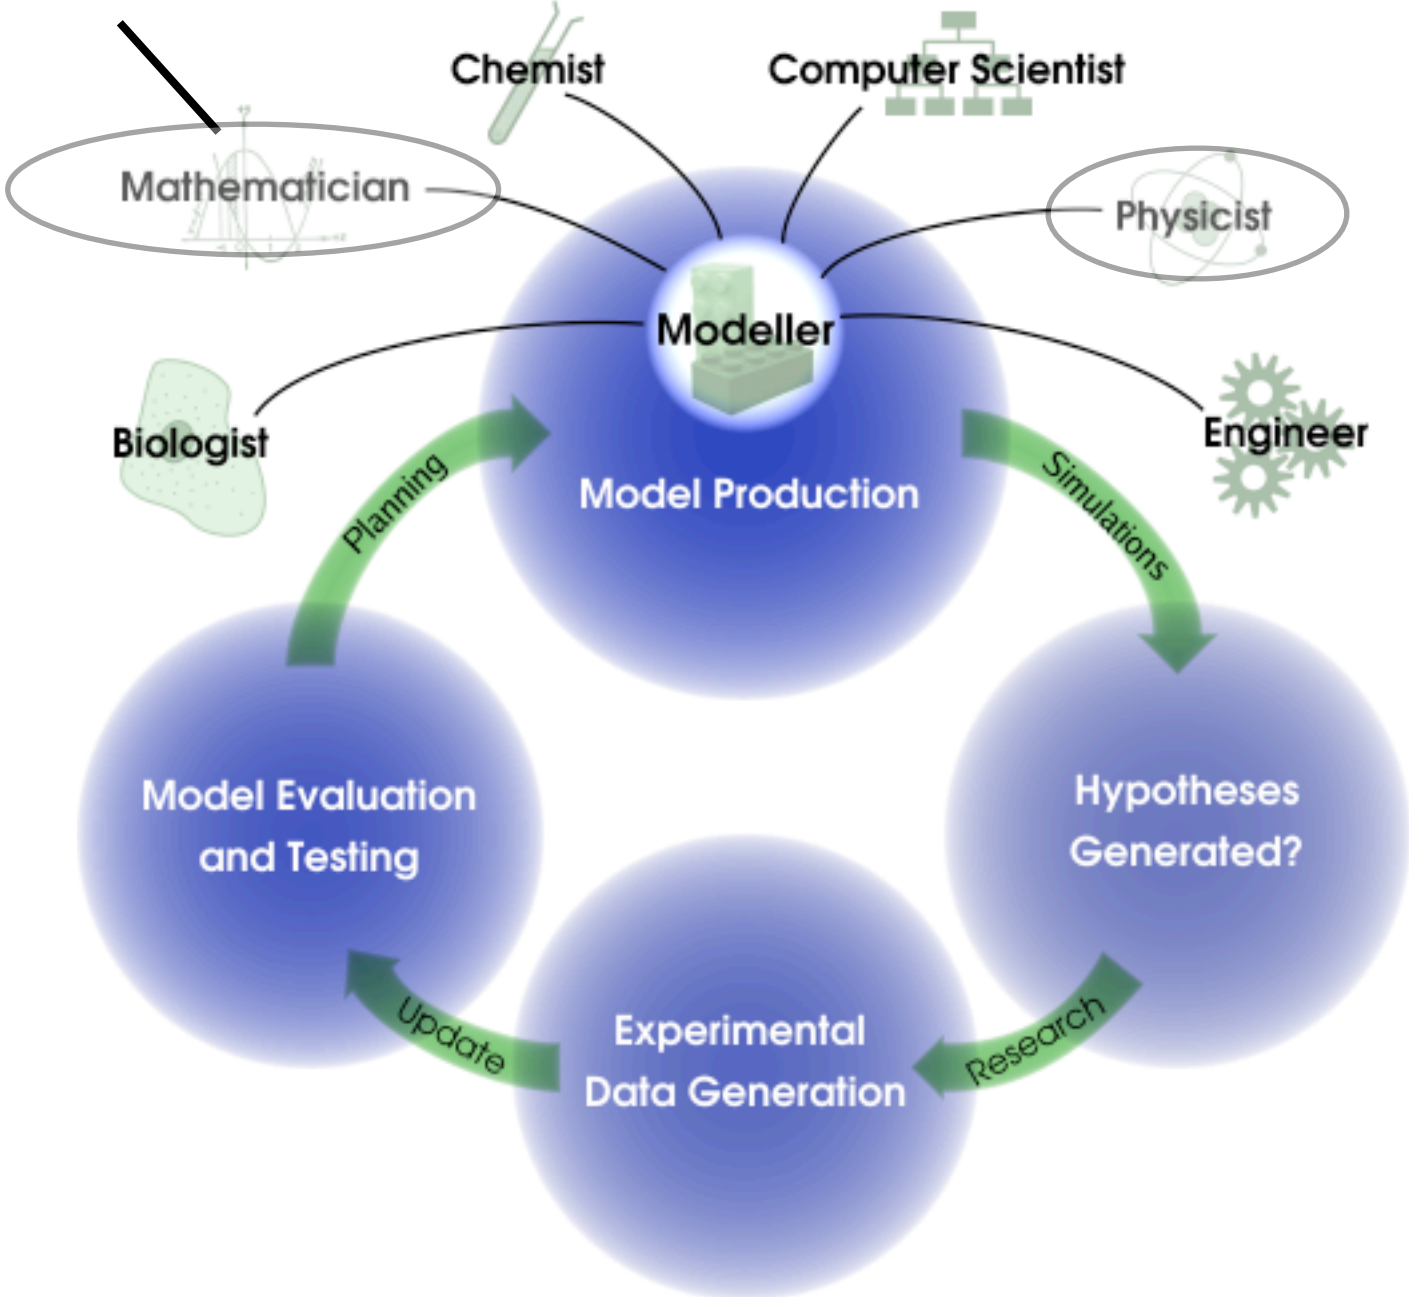 Chemist
Computer Scientist
Mathematician
Physicist
Modeller
Biologist
Engineer
Planning
Model Production
Simulations
Model Evaluation
and Testing
Hypotheses
Generated?
Update
Experimental
Data Generation
Research